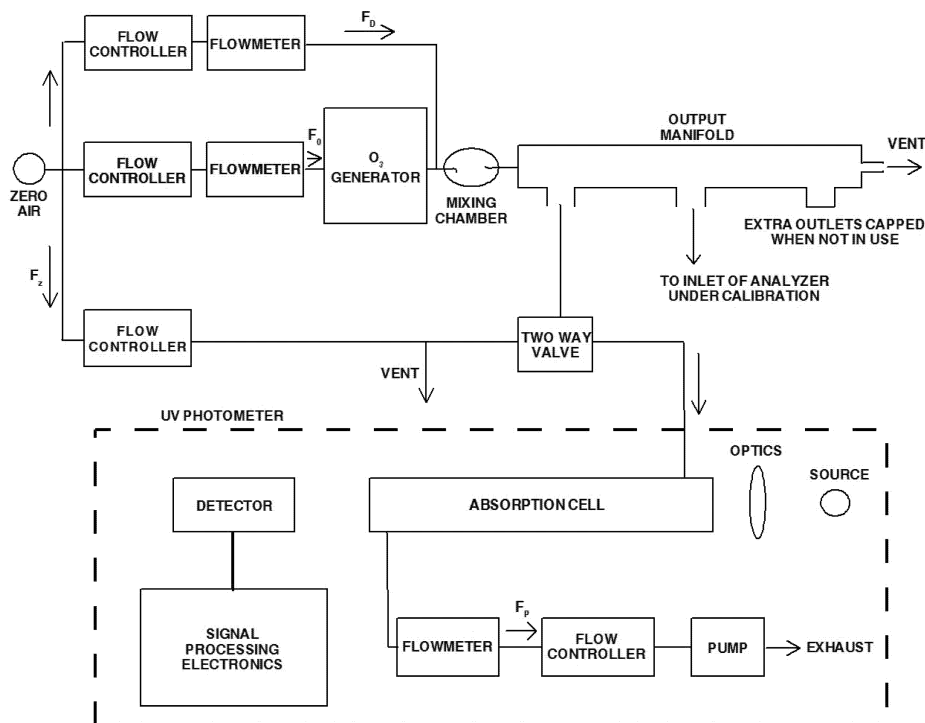 FLOW
CONTROLLER
FLOWMETER
F_D
FLOW
CONTROLLER
FLOWMETER
F_0
O_3
GENERATOR
ZERO
AIR
MIXING
CHAMBER
OUTPUT
MANIFOLD
VENT
EXTRA OUTLETS CAPPED
WHEN NOT IN USE
TO INLET OF ANALYZER
UNDER CALIBRATION
F_z
FLOW
CONTROLLER
VENT
TWO WAY
VALVE
UV PHOTOMETER
OPTICS
SOURCE
DETECTOR
ABSORPTION CELL
SIGNAL
PROCESSING
ELECTRONICS
FLOWMETER
F_p
FLOW
CONTROLLER
PUMP
EXHAUST